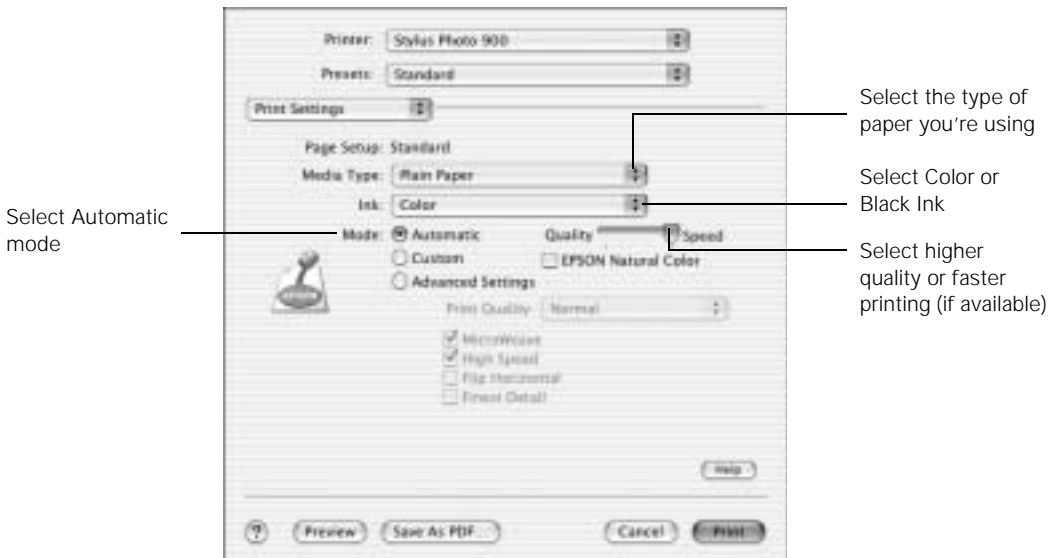 Printer: Stylus Photo 900
Presets: Standard
Print Settings
Select the type of
paper you're using
Page Setup: Standard
Media Type: Plain Paper
Select Color or
Black Ink
Ink: Color
Select Automatic
mode
Mode: Automatic Quality Speed
Custom EPSON Natural Color
Advanced Settings
Select higher
quality or faster
printing (if available)
EPSON
Print Quality Normal
MicroWeave
High Speed
Flip Horizontal
Finest Detail
Help
? Preview Save As PDF... Cancel Print